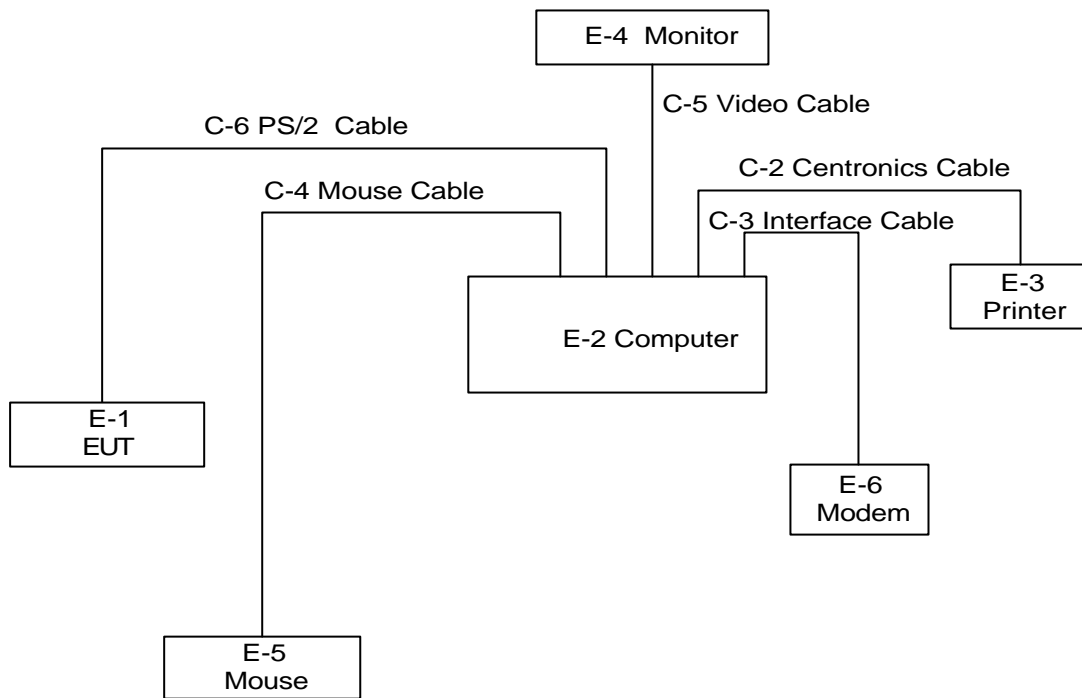 E-4 Monitor
C-5 Video Cable
C-6 PS/2 Cable
C-2 Centronics Cable
C-4 Mouse Cable
C-3 Interface Cable
E-3
Printer
E-2 Computer
E-1
EUT
E-6
Modem
E-5
Mouse